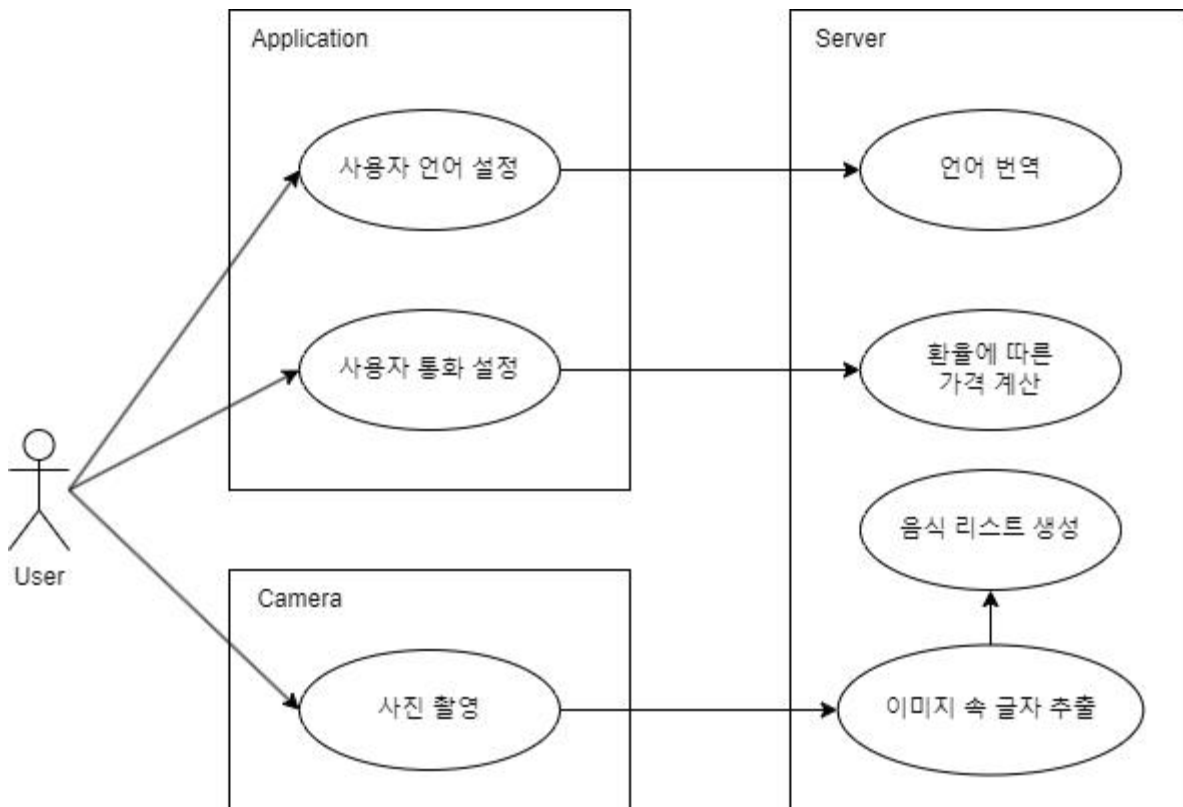 Application
사용자 언어 설정
사용자 통화 설정
User
Camera
사진 촬영
Server
언어 번역
환율에 따른
가격 계산
음식 리스트 생성
이미지 속 글자 추출